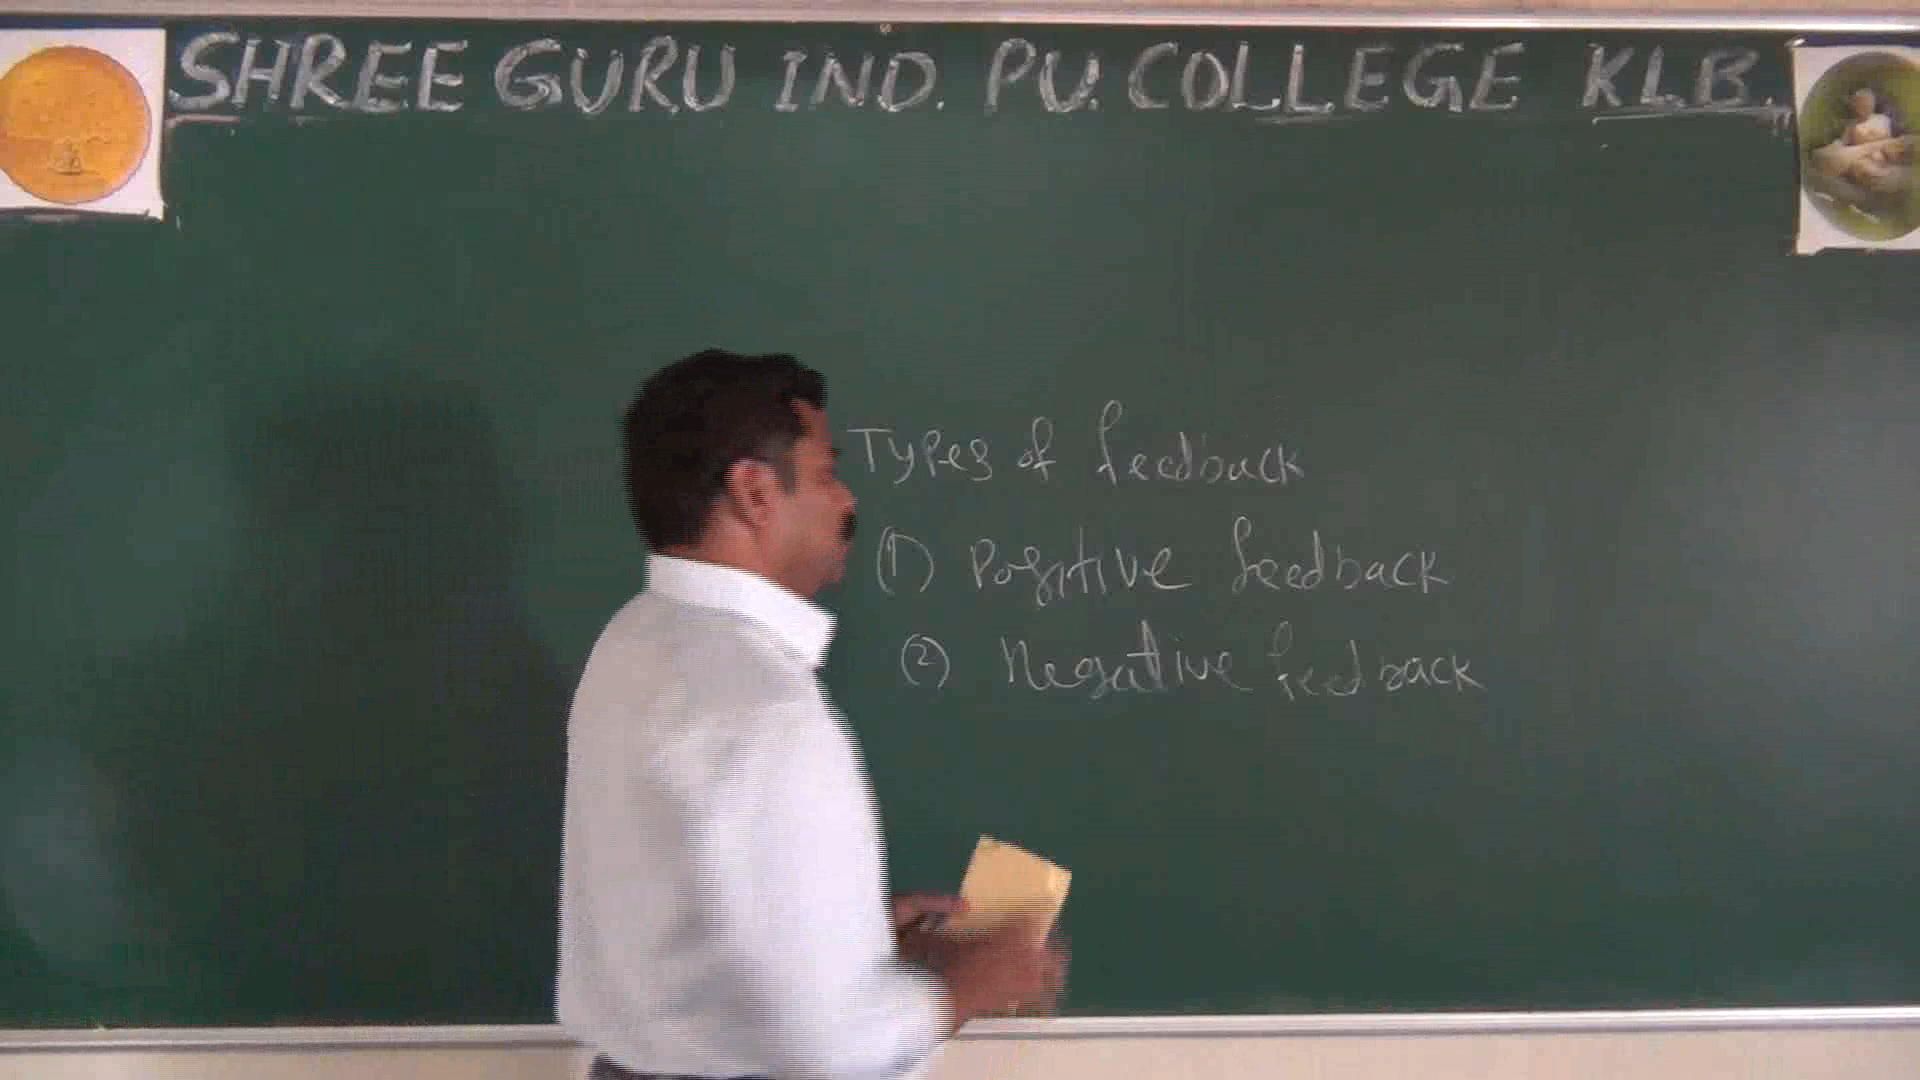 SHREE GURU IND. PU. COLLEGE KLB.
Types of feedback
(1) Positive feedback
(2) Negative feedback